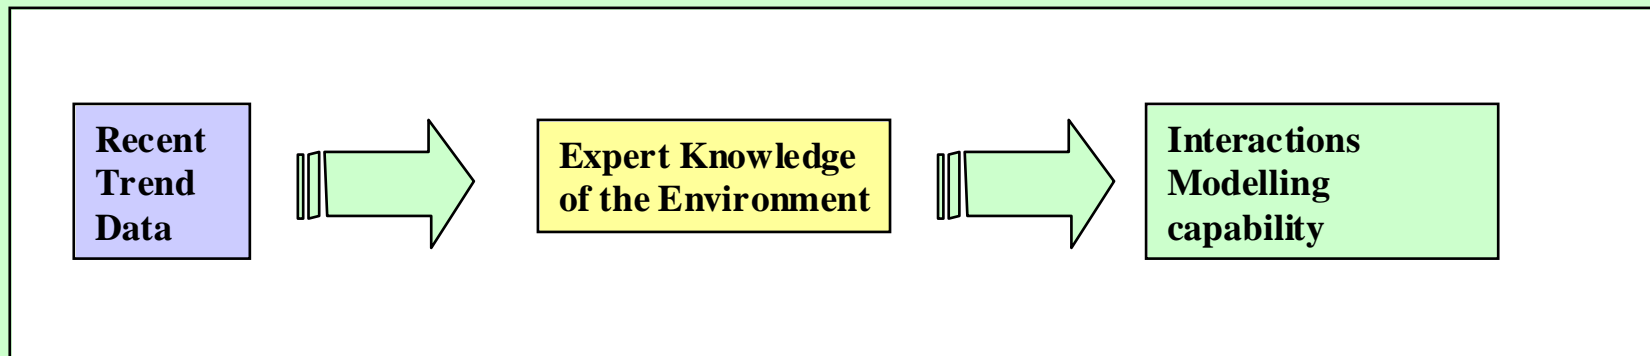 Recent
Trend
Data
Expert Knowledge
of the Environment
Interactions
Modelling
capability